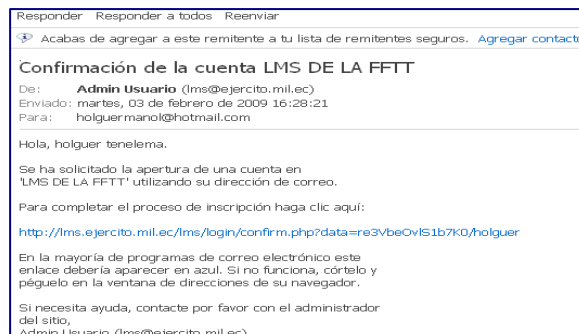 Responder Responder a todos Reenviar
Acabas de agregar a este remitente a tu lista de remitentes seguros. Agregar contacto
Confirmación de la cuenta LMS DE LA FFTT
De: Admin Usuario (lms@ejercito.mil.ec)
Enviado: martes, 03 de febrero de 2009 16:28:21
Para: holguermanol@hotmail.com
Hola, holguer tenelema.
Se ha solicitado la apertura de una cuenta en
'LMS DE LA FFTT' utilizando su dirección de correo.
Para completar el proceso de inscripción haga clic aquí:
http://lms.ejercito.mil.ec/lms/login/confirm.php?data=re3VbeOvlS1b7K0/holguer
En la mayoría de programas de correo electrónico este
enlace debería aparecer en azul. Si no funciona, córtelo y
péguelo en la ventana de direcciones de su navegador.
Si necesita ayuda, contacte por favor con el administrador
del sitio,
Admin Usuario (lms@ejercito.mil.ec)